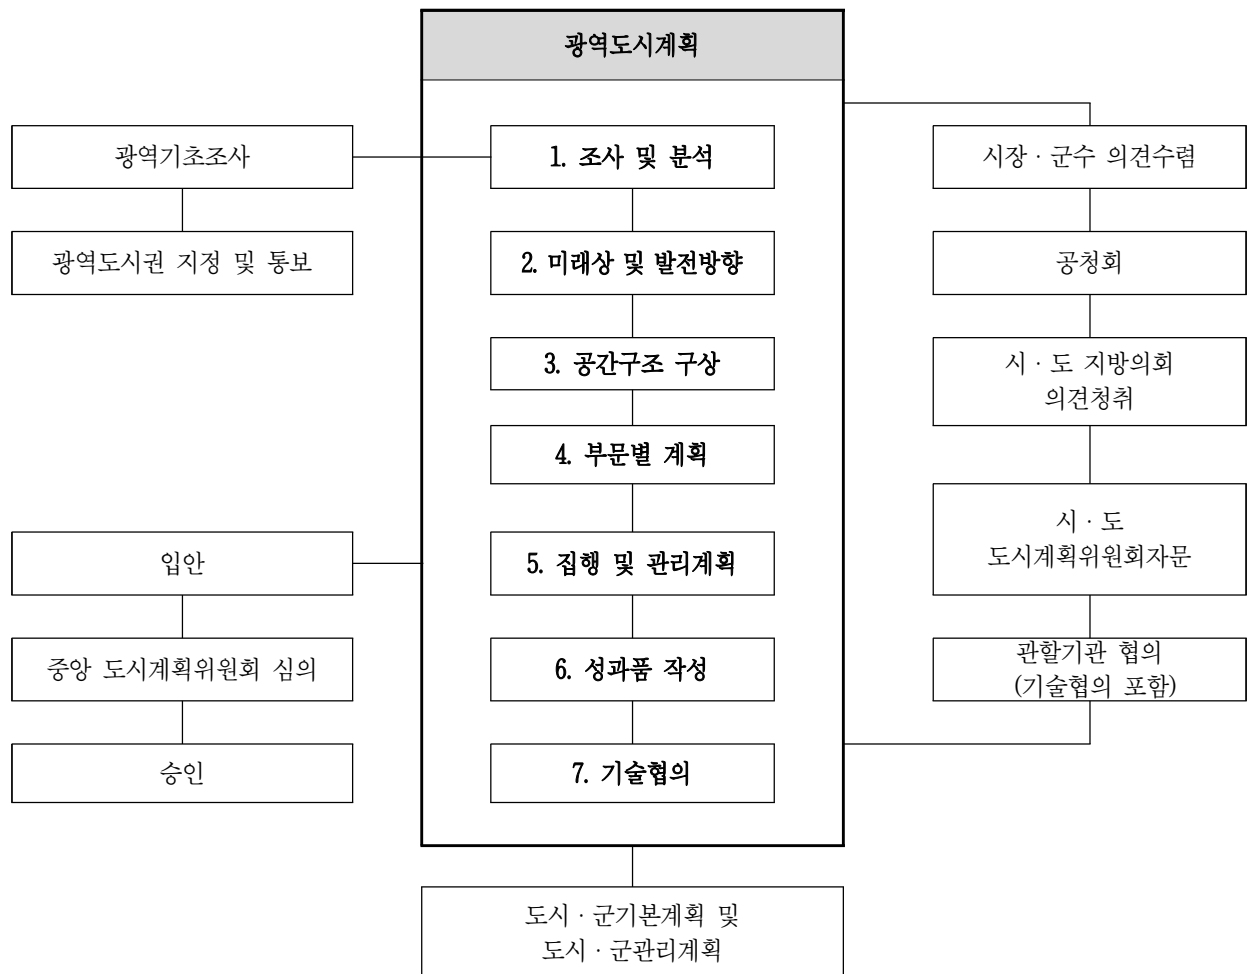 광역도시계획
광역기초조사
광역도시권 지정 및 통보
입안
중앙 도시계획위원회 심의
승인
1. 조사 및 분석
2. 미래상 및 발전방향
3. 공간구조 구상
4. 부문별 계획
5. 집행 및 관리계획
6. 성과품 작성
7. 기술협의
시장 · 군수 의견수렴
공청회
시 · 도 지방의회
의견청취
시 · 도
도시계획위원회자문
관할기관 협의
(기술협의 포함)
도시 · 군기본계획 및
도시 · 군관리계획